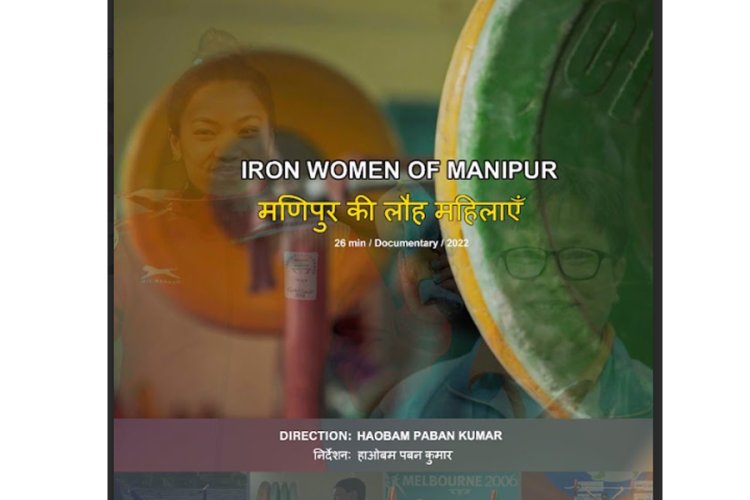 IRON WOMEN OF MANIPUR
मणिपुर की लौह महिलाएँ
26 min / Documentary / 2022
DIRECTION: HAOBAM PABAN KUMAR
निर्देशनः हाओबम पबन कुमार
MELBOURNE 2006